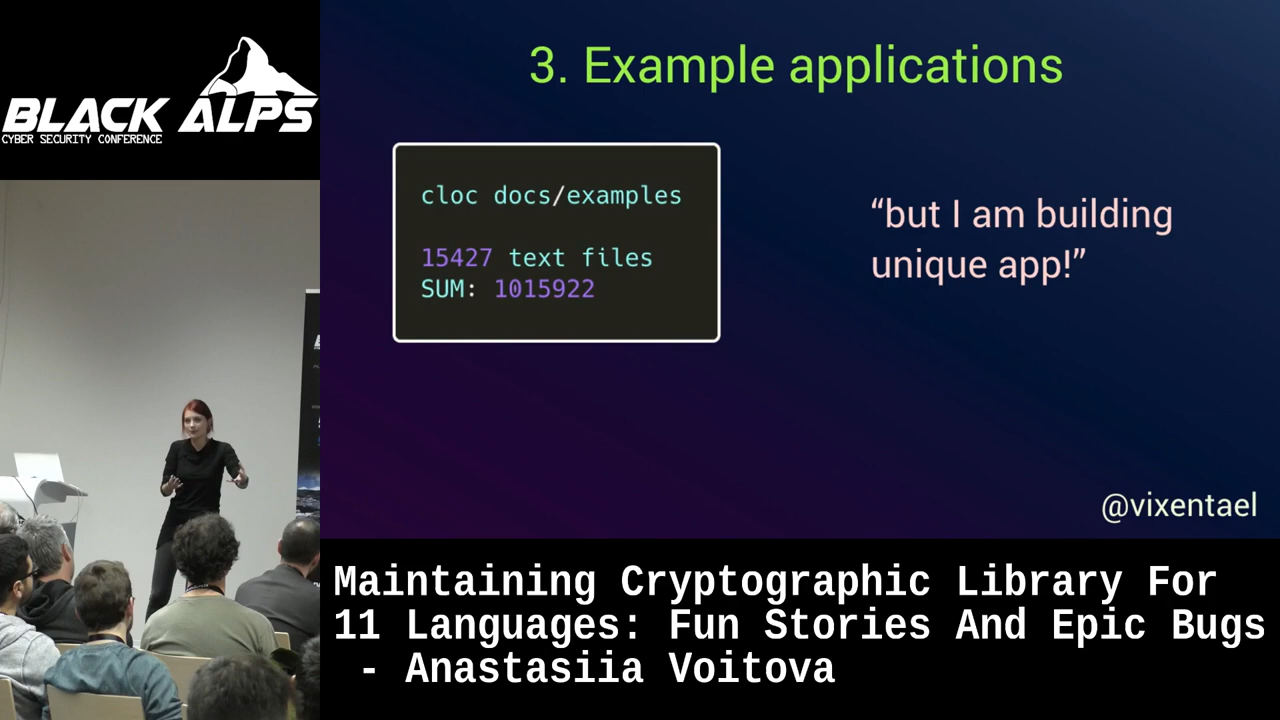 BLACK ALPS
CYBER SECURITY CONFERENCE
3. Example applications
cloc docs/examples
15427 text files
SUM: 1015922
“but I am building
unique app!”
@vixentael
Maintaining Cryptographic Library For
11 Languages: Fun Stories And Epic Bugs
- Anastasiia Voitova